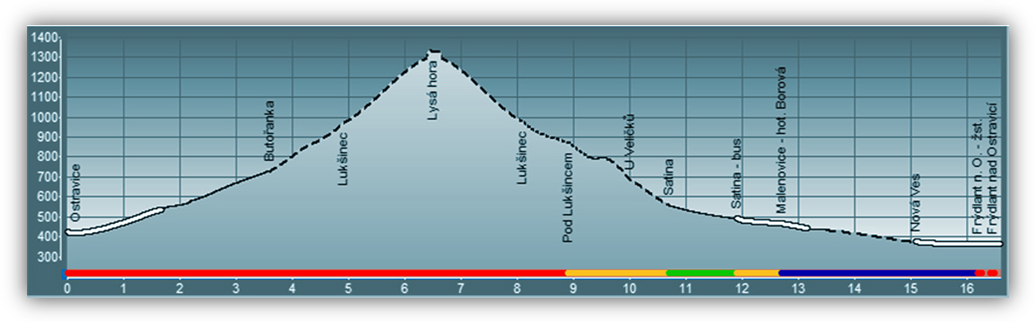 1400
1300
1200
1100
1000
900
800
700
600
500
400
300
Ostravice
Butořanka
Lukšinec
Lysá hora
Lukšinec
Pod Lukšincem
U Veličků
Satina
Satina - bus
Malenovice - hot. Borová
Nová Ves
Frýdlant n. O. - žst.
Frýdlant nad Ostravicí
0 1 2 3 4 5 6 7 8 9 10 11 12 13 14 15 16